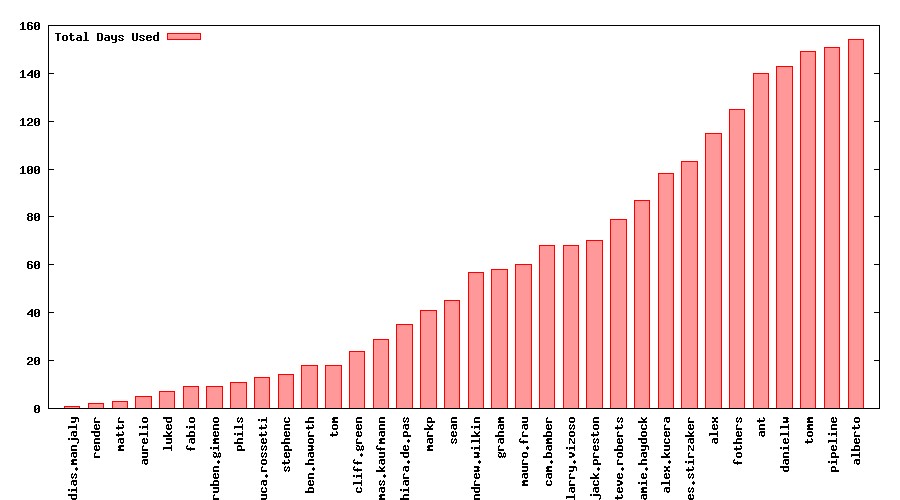 160
Total Days Used
140
120
100
80
60
40
20
0
dias.manjaly
render
mattr
aurelio
luked
fabio
ruben.gimeno
phils
uca.rossetti
stephenc
ben.haworth
tom
cliff.green
mas.kaufmann
hiara.de.pas
markp
sean
ndrew.wilkin
graham
mauro.frau
cam.bamber
larry.vizoso
jack.preston
teve.roberts
amie.haydock
alex.kucera
es.stirzaker
alex
fothers
ant
daniellw
tomm
pipeline
alberto